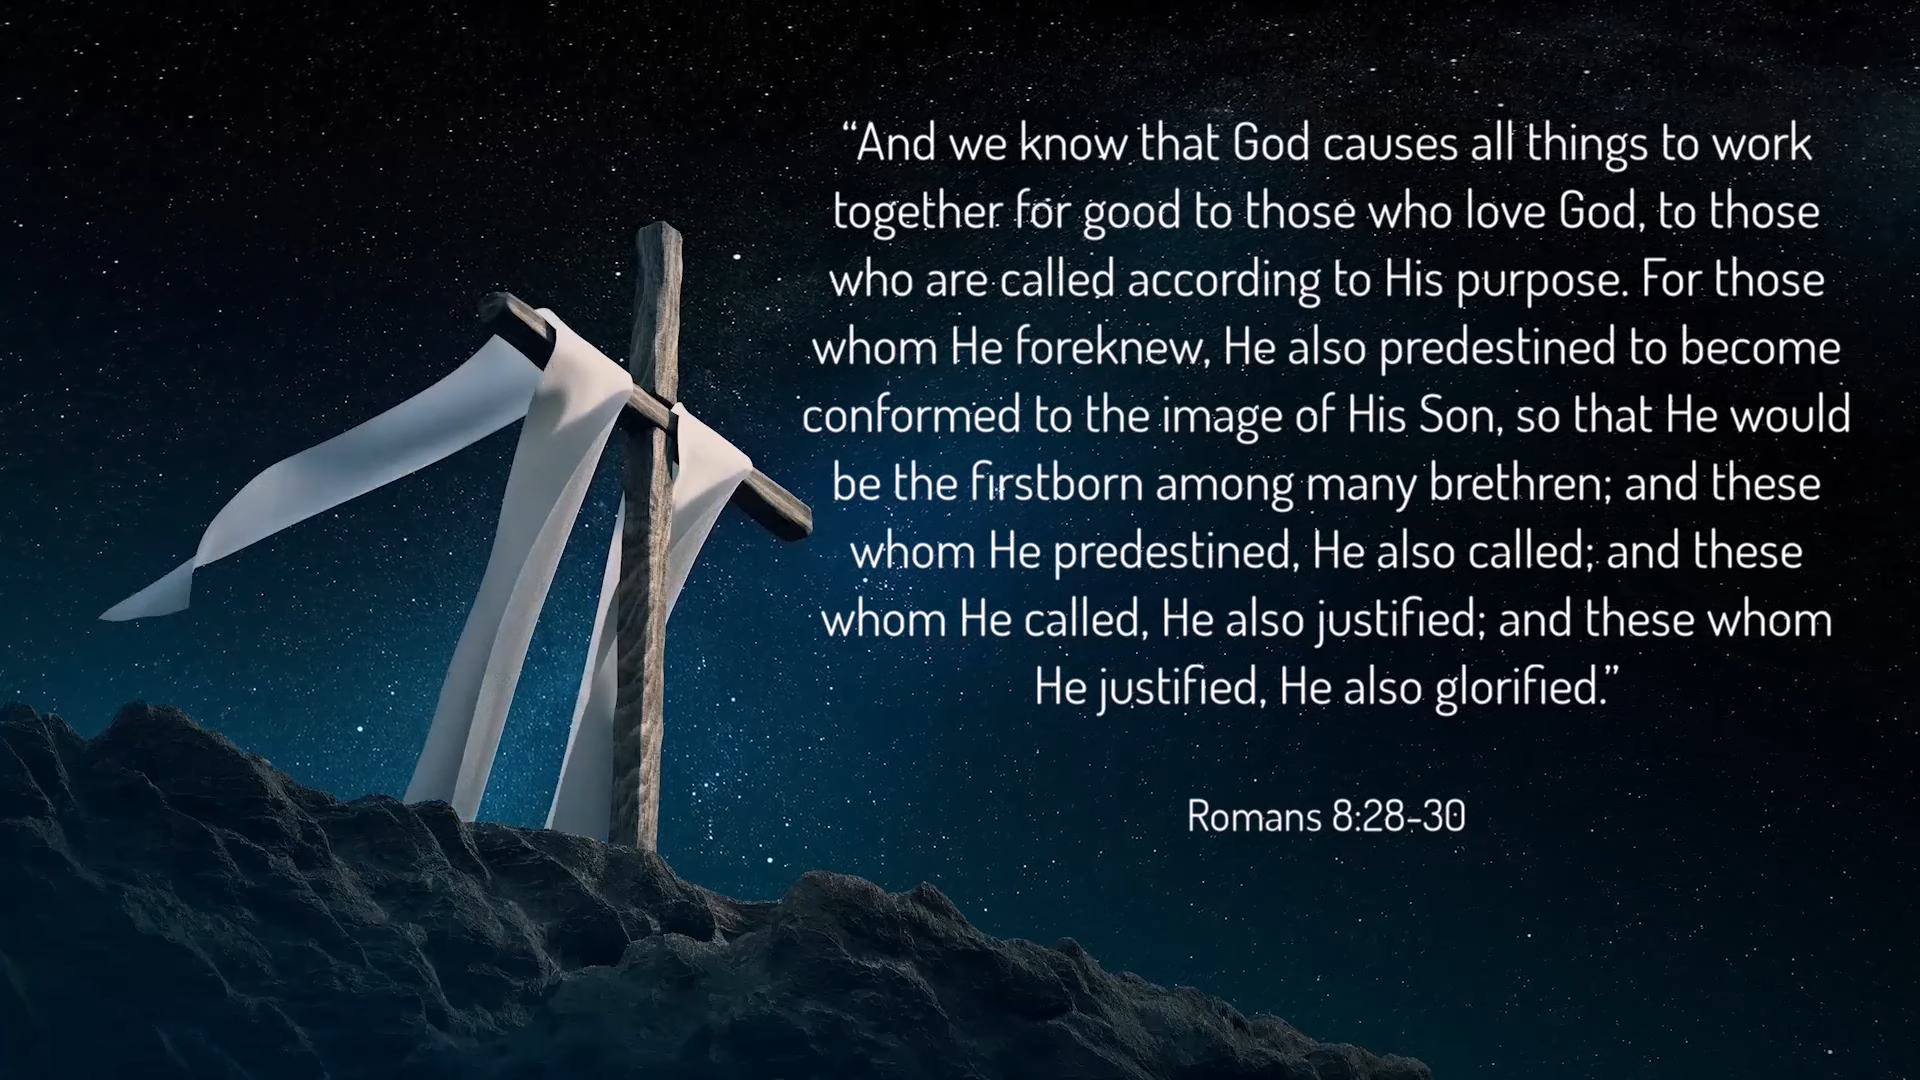 “And we know that God causes all things to work
together for good to those who love God, to those
who are called according to His purpose. For those
whom He foreknew, He also predestined to become
conformed to the image of His Son, so that He would
be the firstborn among many brethren; and these
whom He predestined, He also called; and these
whom He called, He also justified; and these whom
He justified, He also glorified.”
Romans 8:28-30